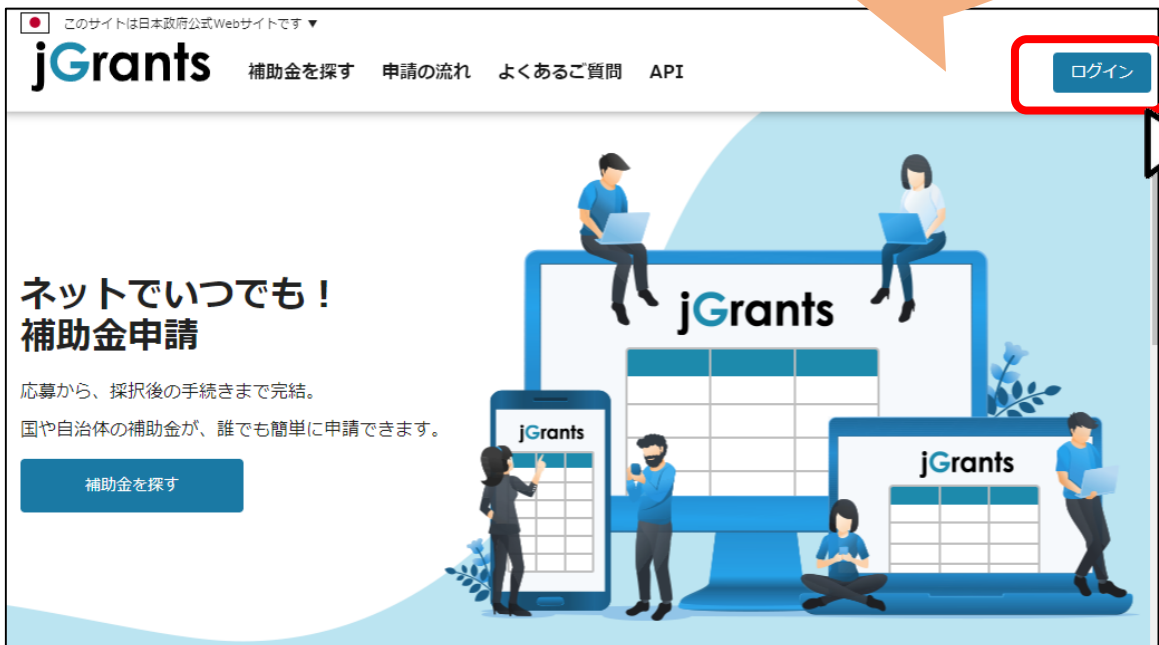 このサイトは日本政府公式Webサイトです ▼
jGrants 補助金を探す 申請の流れ よくあるご質問 API ログイン
ネットでいつでも！
補助金申請
応募から、採択後の手続きまで完結。
国や自治体の補助金が、誰でも簡単に申請できます。
補助金を探す
jGrants
jGrants
jGrants